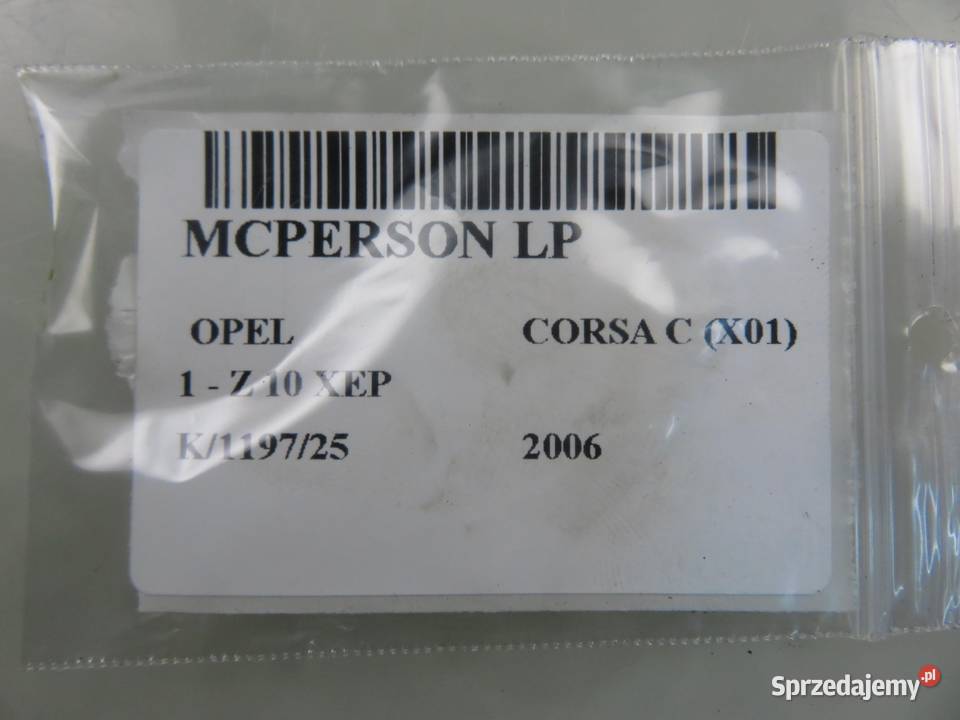 MCPERSON LP
OPEL CORSA C (X01)
1 - Z 10 XEP
K/1197/25 2006
Sprzedajemy.pl